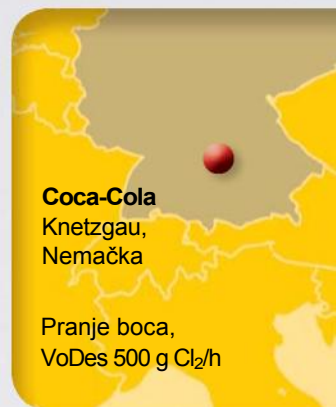 Coca-Cola
Knetzgau,
Nemačka
Pranje boca,
VoDes 500 g Cl₂/h